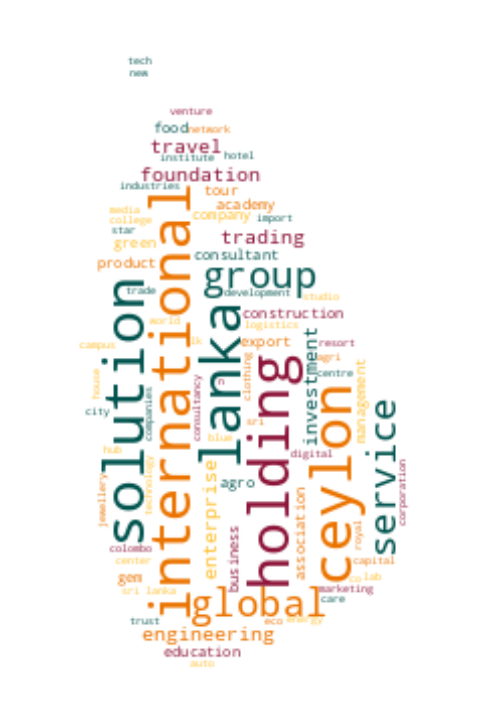 tech
new
venture
food network
travel
institute hotel
foundation
industries
tour
academy
media
college
company import
star
green
trading
consultant
product
group
international
solution
lanka
trade
development
studio
construction
world
logistics
campus
lk
export
holding
investment
resort
agri
centre
clothing
ceylon
management
house
city
companies
consultancy
n
sri
service
blue
hub
digital
technology
enterprise
jewellery
agro
association
corporation
business
royal
colombo
center
capital
gem
co lab
sri lanka
marketing
care
global
trust
eco energy
engineering
education
auto